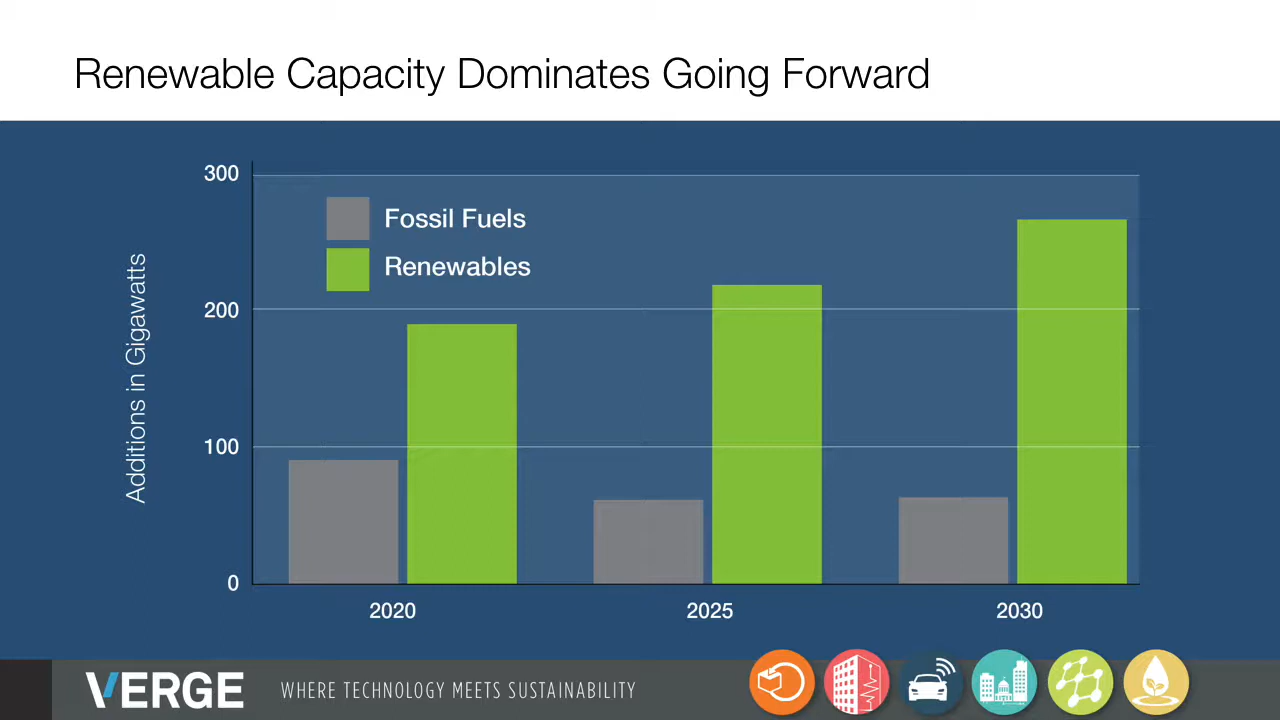 Renewable Capacity Dominates Going Forward
300
Fossil Fuels
Renewables
200
Additions in Gigawatts
100
0
2020 2025 2030
VERGE WHERE TECHNOLOGY MEETS SUSTAINABILITY